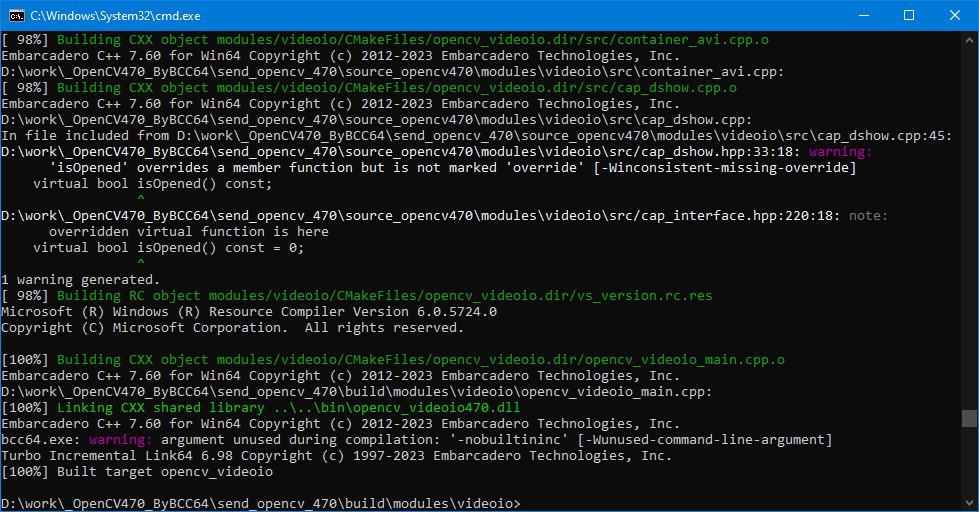 C:\Windows\System32\cmd.exe
[ 98%] Building CXX object modules/videoio/CMakeFiles/opencv_videoio.dir/src/container_avi.cpp.o
Embarcadero C++ 7.60 for Win64 Copyright (c) 2012-2023 Embarcadero Technologies, Inc.
D:\work\_OpenCV470_ByBCC64\send_opencv_470\source_opencv470\modules\videoio\src\container_avi.cpp:
[ 98%] Building CXX object modules/videoio/CMakeFiles/opencv_videoio.dir/src/cap_dshow.cpp.o
Embarcadero C++ 7.60 for Win64 Copyright (c) 2012-2023 Embarcadero Technologies, Inc.
D:\work\_OpenCV470_ByBCC64\send_opencv_470\source_opencv470\modules\videoio\src\cap_dshow.cpp:
In file included from D:\work\_OpenCV470_ByBCC64\send_opencv_470\source_opencv470\modules\videoio\src\cap_dshow.cpp:45:
D:\work\_OpenCV470_ByBCC64\send_opencv_470\source_opencv470\modules\videoio\src/cap_dshow.hpp:33:18: warning:
      'isOpened' overrides a member function but is not marked 'override' [-Winconsistent-missing-override]
    virtual bool isOpened() const;
                 ^
D:\work\_OpenCV470_ByBCC64\send_opencv_470\source_opencv470\modules\videoio\src/cap_interface.hpp:220:18: note:
      overridden virtual function is here
    virtual bool isOpened() const = 0;
                 ^
1 warning generated.
[ 98%] Building RC object modules/videoio/CMakeFiles/opencv_videoio.dir/vs_version.rc.res
Microsoft (R) Windows (R) Resource Compiler Version 6.0.5724.0
Copyright (C) Microsoft Corporation.  All rights reserved.
[100%] Building CXX object modules/videoio/CMakeFiles/opencv_videoio.dir/opencv_videoio_main.cpp.o
Embarcadero C++ 7.60 for Win64 Copyright (c) 2012-2023 Embarcadero Technologies, Inc.
D:\work\_OpenCV470_ByBCC64\send_opencv_470\build\modules\videoio\opencv_videoio_main.cpp:
[100%] Linking CXX shared library ..\..\bin\opencv_videoio470.dll
Embarcadero C++ 7.60 for Win64 Copyright (c) 2012-2023 Embarcadero Technologies, Inc.
bcc64.exe: warning: argument unused during compilation: '-nobuiltininc' [-Wunused-command-line-argument]
Turbo Incremental Link64 6.98 Copyright (c) 1997-2023 Embarcadero Technologies, Inc.
[100%] Built target opencv_videoio
D:\work\_OpenCV470_ByBCC64\send_opencv_470\build\modules\videoio>